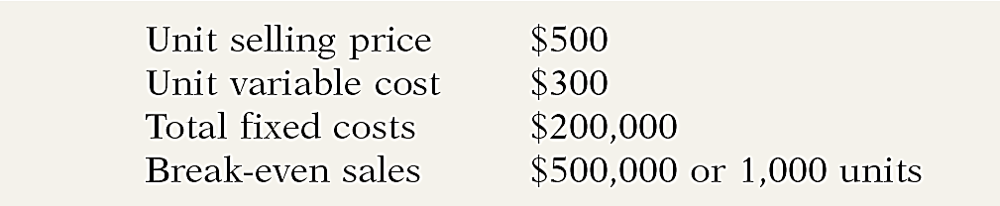 Unit selling price $500
Unit variable cost $300
Total fixed costs $200,000
Break-even sales $500,000 or 1,000 units